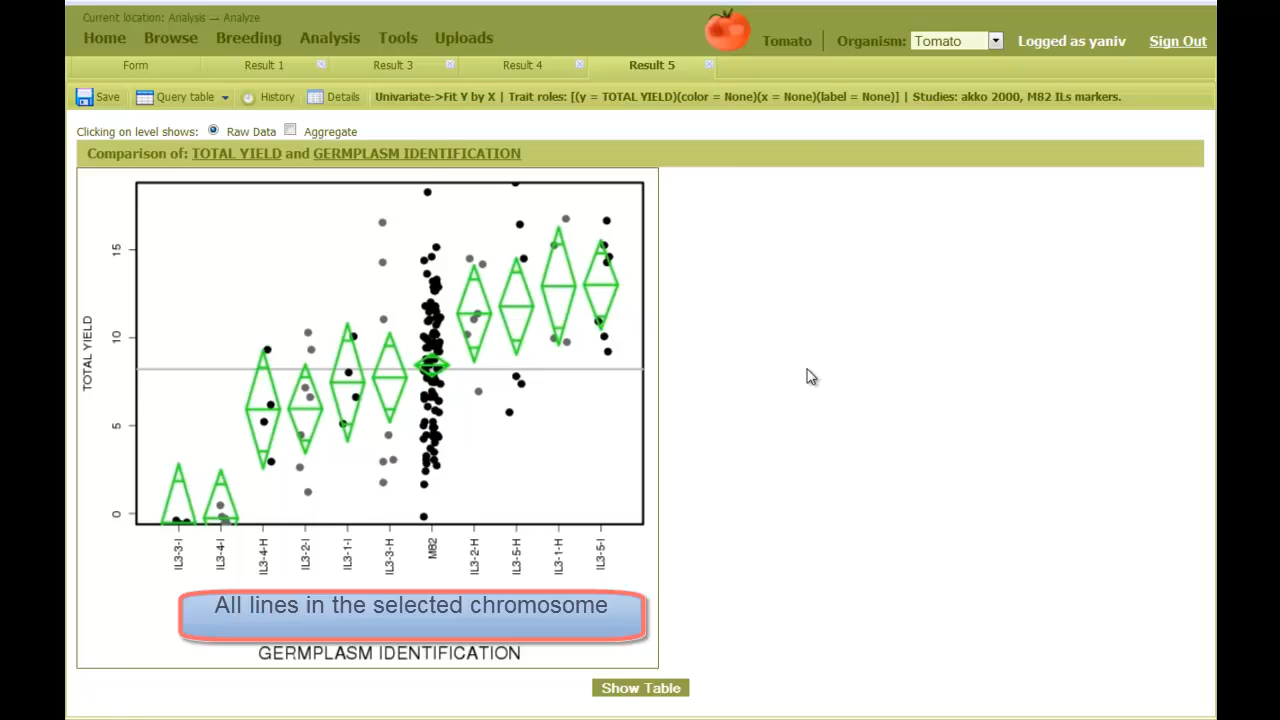 Current location: Analysis → Analyze
Home Browse Breeding Analysis Tools Uploads
Tomato Organism: Tomato Logged as yaniv Sign Out
Form Result 1 Result 3 Result 4 Result 5
Save Query table History Details Univariate->Fit Y by X | Trait roles: [(y = TOTAL YIELD)(color = None)(x = None)(label = None)] | Studies: akko 2000, M82 ILs markers.
Clicking on level shows: Raw Data Aggregate
Comparison of: TOTAL YIELD and GERMPLASM IDENTIFICATION
TOTAL YIELD
15
10
5
0
IL3-3-I IL3-4-I IL3-4-H IL3-2-I IL3-1-I IL3-3-H M82 IL3-2-H IL3-5-H IL3-1-H IL3-5-I
All lines in the selected chromosome
GERMPLASM IDENTIFICATION
Show Table